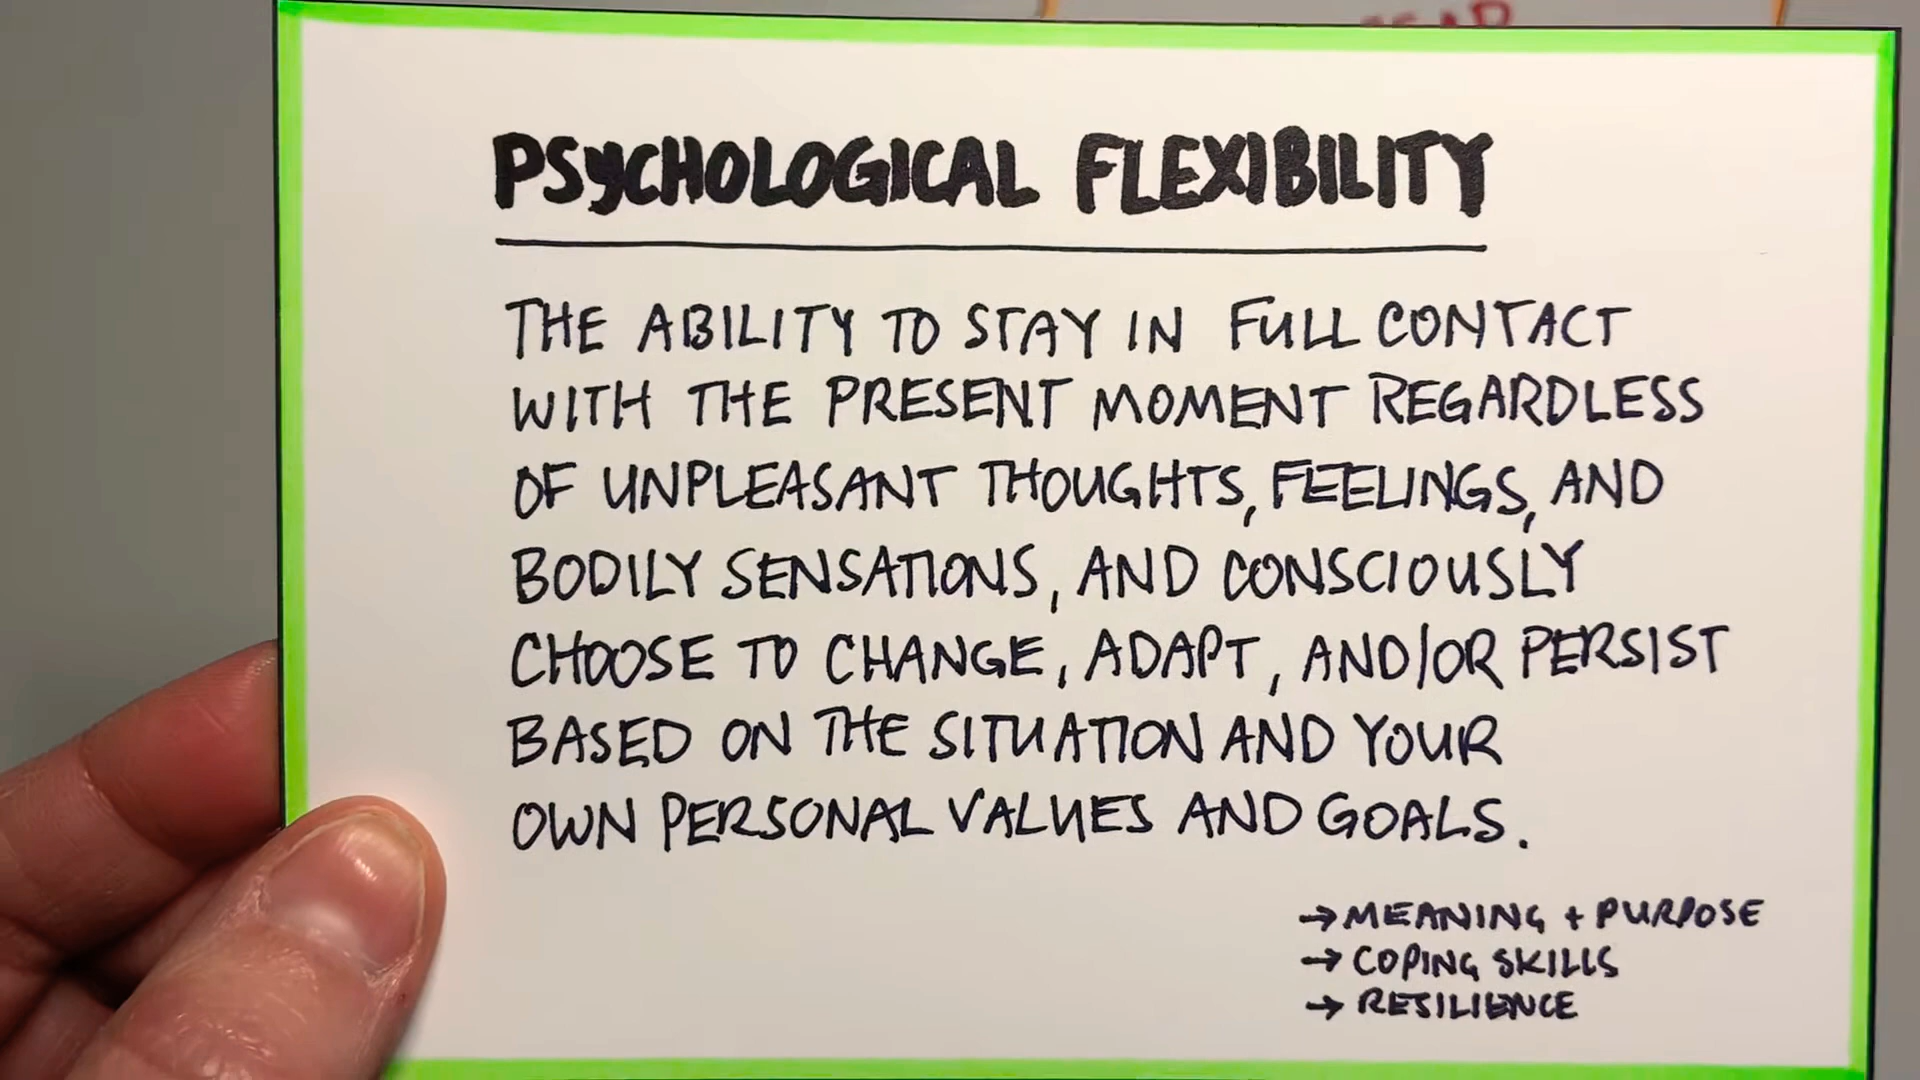 PSYCHOLOGICAL FLEXIBILITY
THE ABILITY TO STAY IN FULL CONTACT
WITH THE PRESENT MOMENT REGARDLESS
OF UNPLEASANT THOUGHTS, FEELINGS, AND
BODILY SENSATIONS, AND CONSCIOUSLY
CHOOSE TO CHANGE, ADAPT, AND/OR PERSIST
BASED ON THE SITUATION AND YOUR
OWN PERSONAL VALUES AND GOALS.
→ MEANING + PURPOSE
→ COPING SKILLS
→ RESILIENCE